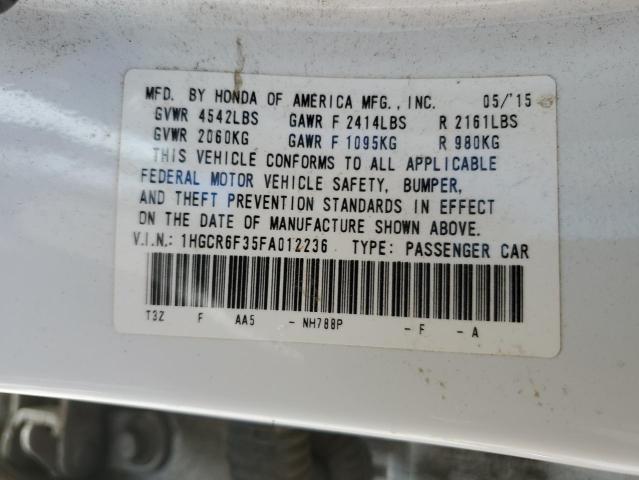 MFD. BY HONDA OF AMERICA MFG., INC. 05/'15
GVWR 4542LBS GAWR F 2414LBS R 2161LBS
GVWR 2060KG GAWR F 1095KG R 980KG
THIS VEHICLE CONFORMS TO ALL APPLICABLE
FEDERAL MOTOR VEHICLE SAFETY, BUMPER,
AND THEFT PREVENTION STANDARDS IN EFFECT
ON THE DATE OF MANUFACTURE SHOWN ABOVE.
V.I.N.: 1HGCR6F35FA012236 TYPE: PASSENGER CAR
T3Z F AA5 - NH788P - F - A